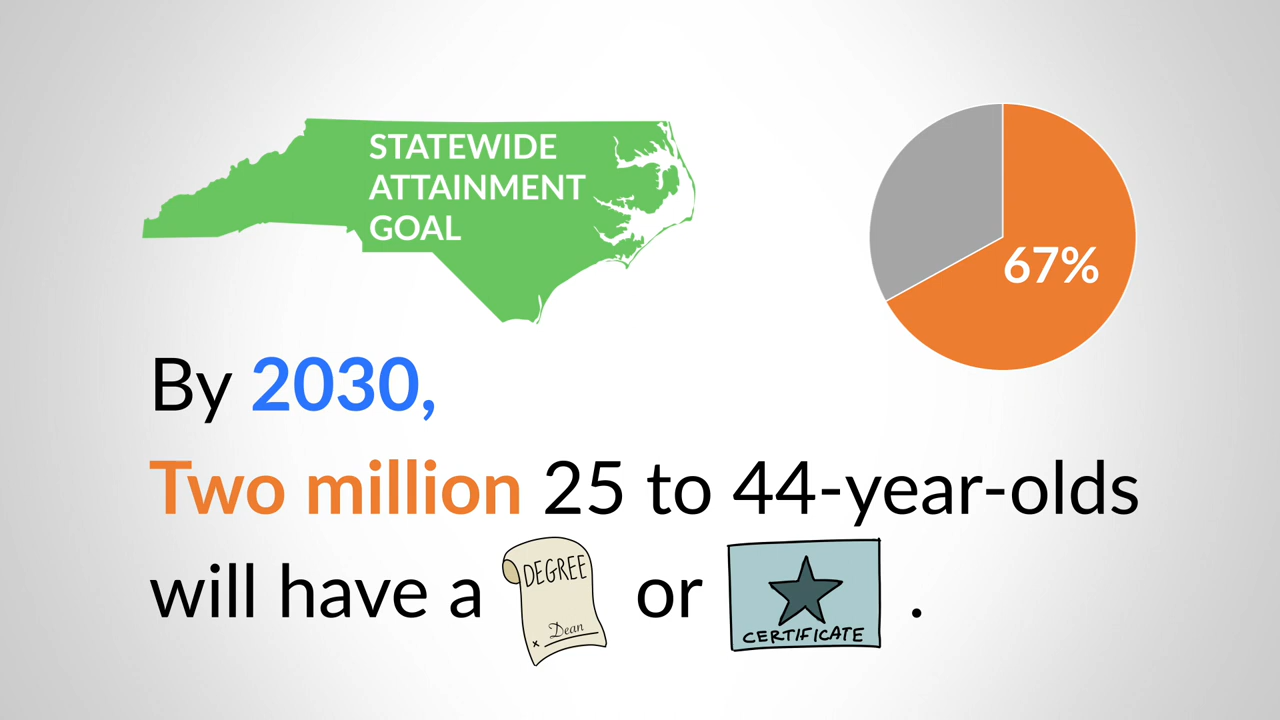 STATEWIDE
ATTAINMENT
GOAL
67%
By 2030,
Two million 25 to 44-year-olds
will have a DEGREE x Dean or CERTIFICATE .